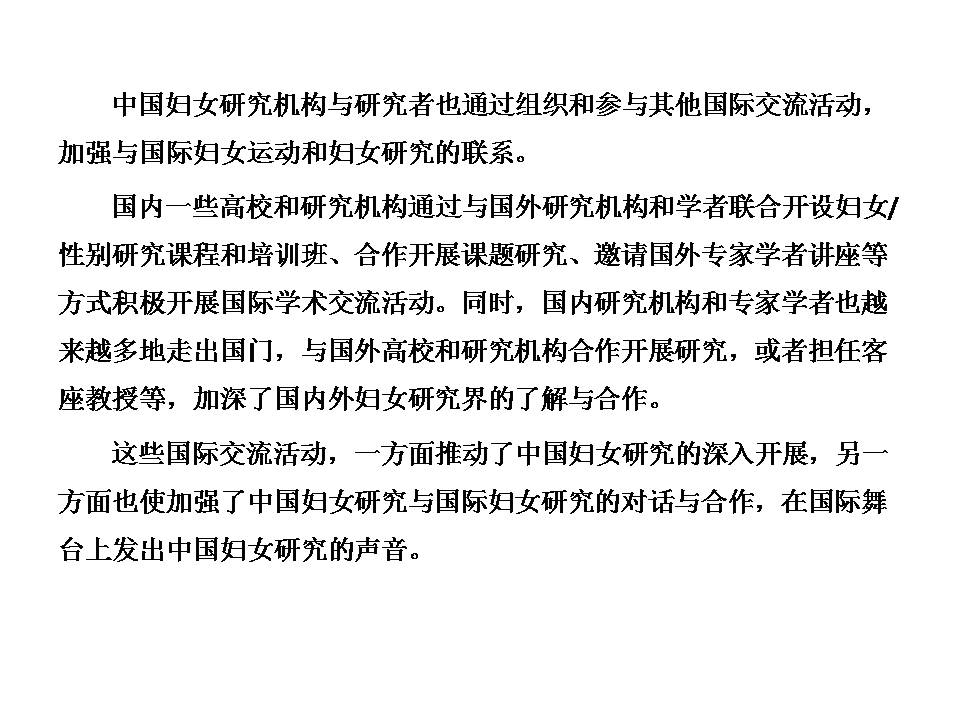 中国妇女研究机构与研究者也通过组织和参与其他国际交流活动，
加强与国际妇女运动和妇女研究的联系。
国内一些高校和研究机构通过与国外研究机构和学者联合开设妇女/
性别研究课程和培训班、合作开展课题研究、邀请国外专家学者讲座等
方式积极开展国际学术交流活动。同时，国内研究机构和专家学者也越
来越多地走出国门，与国外高校和研究机构合作开展研究，或者担任客
座教授等，加深了国内外妇女研究界的了解与合作。
这些国际交流活动，一方面推动了中国妇女研究的深入开展，另一
方面也使加强了中国妇女研究与国际妇女研究的对话与合作，在国际舞
台上发出中国妇女研究的声音。